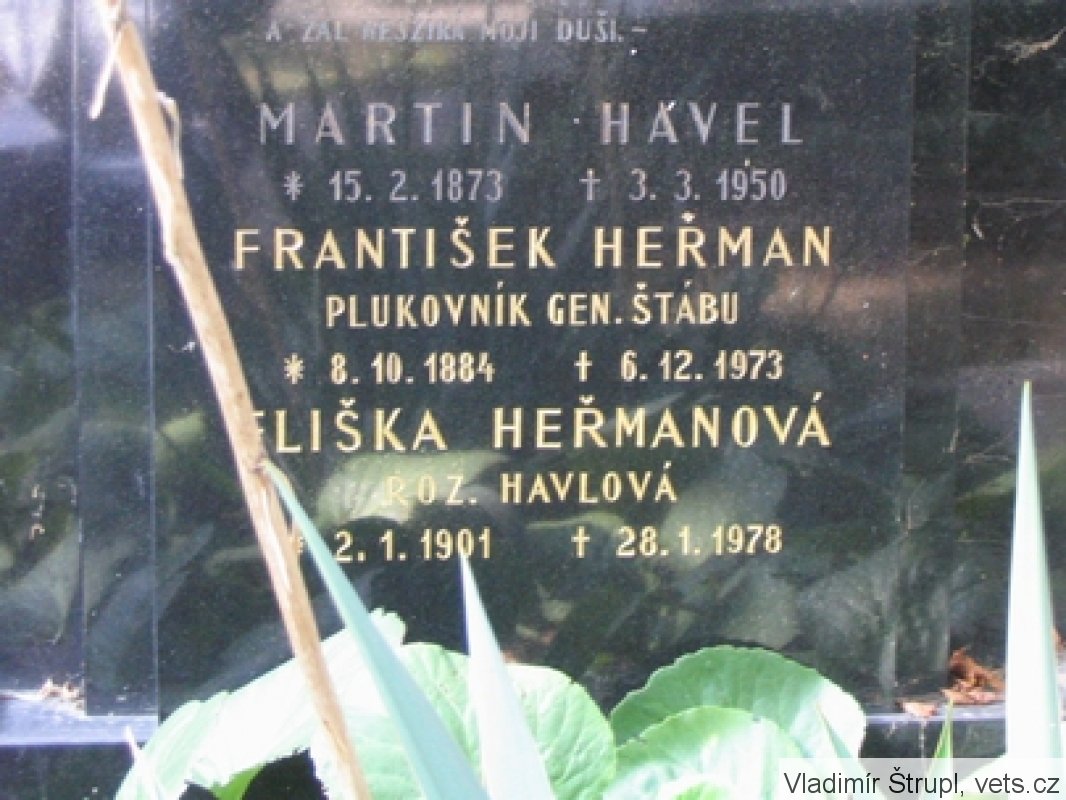 A ŽAL NESŽÍRÁ MOJI DUŠI.-
MARTIN HAVEL
* 15. 2. 1873 † 3. 3. 1950
FRANTIŠEK HEŘMAN
PLUKOVNÍK GEN. ŠTÁBU
* 8. 10. 1884 † 6. 12. 1973
ELIŠKA HEŘMANOVÁ
ROZ. HAVLOVÁ
* 2. 1. 1901 † 28. 1. 1978
Vladimír Štrupl, vets.cz